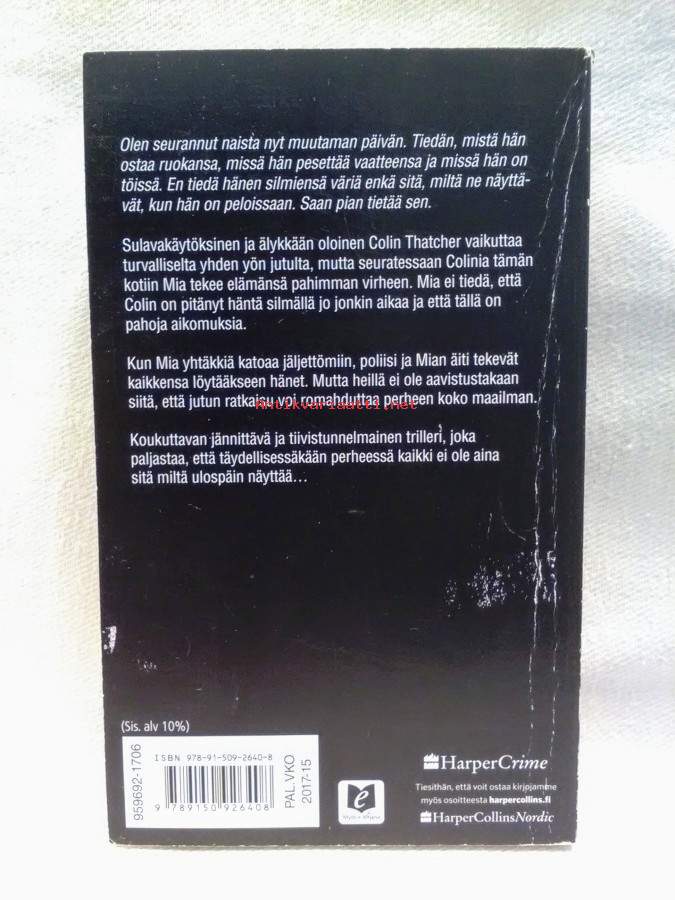 Olen seurannut naista nyt muutaman päivän. Tiedän, mistä hän
ostaa ruokansa, missä hän pesettää vaatteensa ja missä hän on
töissä. En tiedä hänen silmiensä väriä enkä sitä, miltä ne näyttä-
vät, kun hän on peloissaan. Saan pian tietää sen.
Sulavakäytöksinen ja älykkään oloinen Colin Thatcher vaikuttaa
turvalliselta yhden yön jutulta, mutta seuratessaan Colinia tämän
kotiin Mia tekee elämänsä pahimman virheen. Mia ei tiedä, että
Colin on pitänyt häntä silmällä jo jonkin aikaa ja että tällä on
pahoja aikomuksia.
Kun Mia yhtäkkiä katoaa jäljettömiin, poliisi ja Mian äiti tekevät
kaikkensa löytääkseen hänet. Mutta heillä ei ole aavistustakaan
siitä, että jutun ratkaisu voi romahduttaa perheen koko maailman.
Antikvariaatti.net
Koukuttavan jännittävä ja tiivistunnelmainen trilleri, joka
paljastaa, että täydellisessäkään perheessä kaikki ei ole aina
sitä miltä ulospäin näyttää...
(Sis. alv 10%)
959692-1706
ISBN 978-91-509-2640-8
9 789150 926408
PAL.VKO
2017-15
e
Myös e-kirjana
HarperCrime
Tiesithän, että voit ostaa kirjojamme
myös osoitteesta harpercollins.fi
HarperCollinsNordic